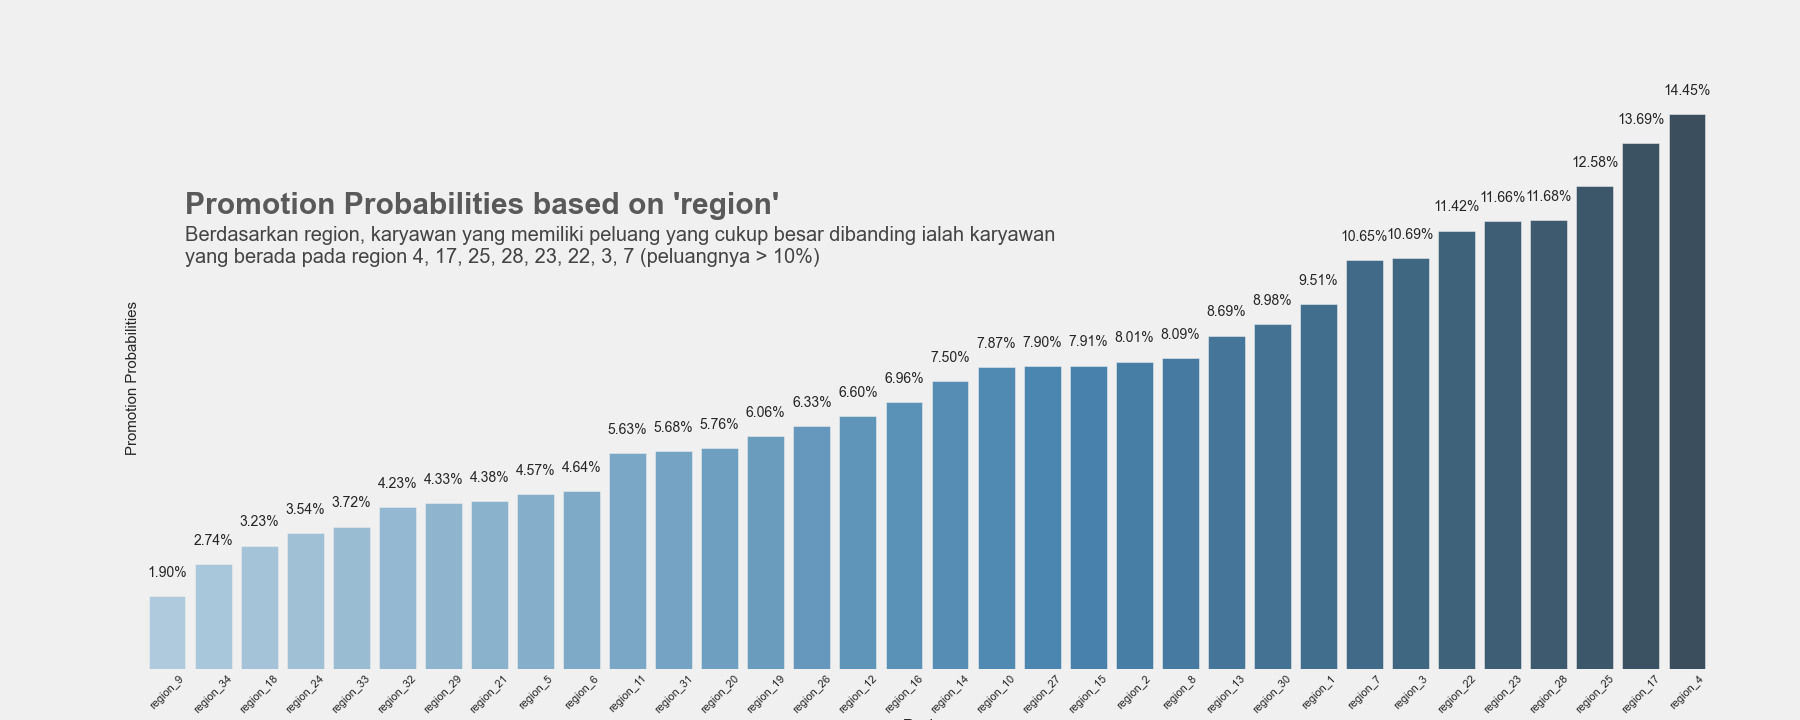 14.45%
13.69%
12.58%
11.42% 11.66% 11.68%
10.65% 10.69%
9.51%
8.69% 8.98%
7.50% 7.87% 7.90% 7.91% 8.01% 8.09%
6.06% 6.33% 6.60% 6.96%
5.63% 5.68% 5.76%
4.23% 4.33% 4.38% 4.57% 4.64%
3.23% 3.54% 3.72%
2.74%
1.90%
Promotion Probabilities based on 'region'
Berdasarkan region, karyawan yang memiliki peluang yang cukup besar dibanding ialah karyawan
yang berada pada region 4, 17, 25, 28, 23, 22, 3, 7 (peluangnya > 10%)
Promotion Probabilities
region_9 region_34 region_18 region_24 region_33 region_32 region_29 region_21 region_5 region_6 region_11 region_31 region_20 region_19 region_26 region_12 region_16 region_14 region_10 region_27 region_15 region_2 region_8 region_13 region_30 region_1 region_7 region_3 region_22 region_23 region_28 region_25 region_17 region_4